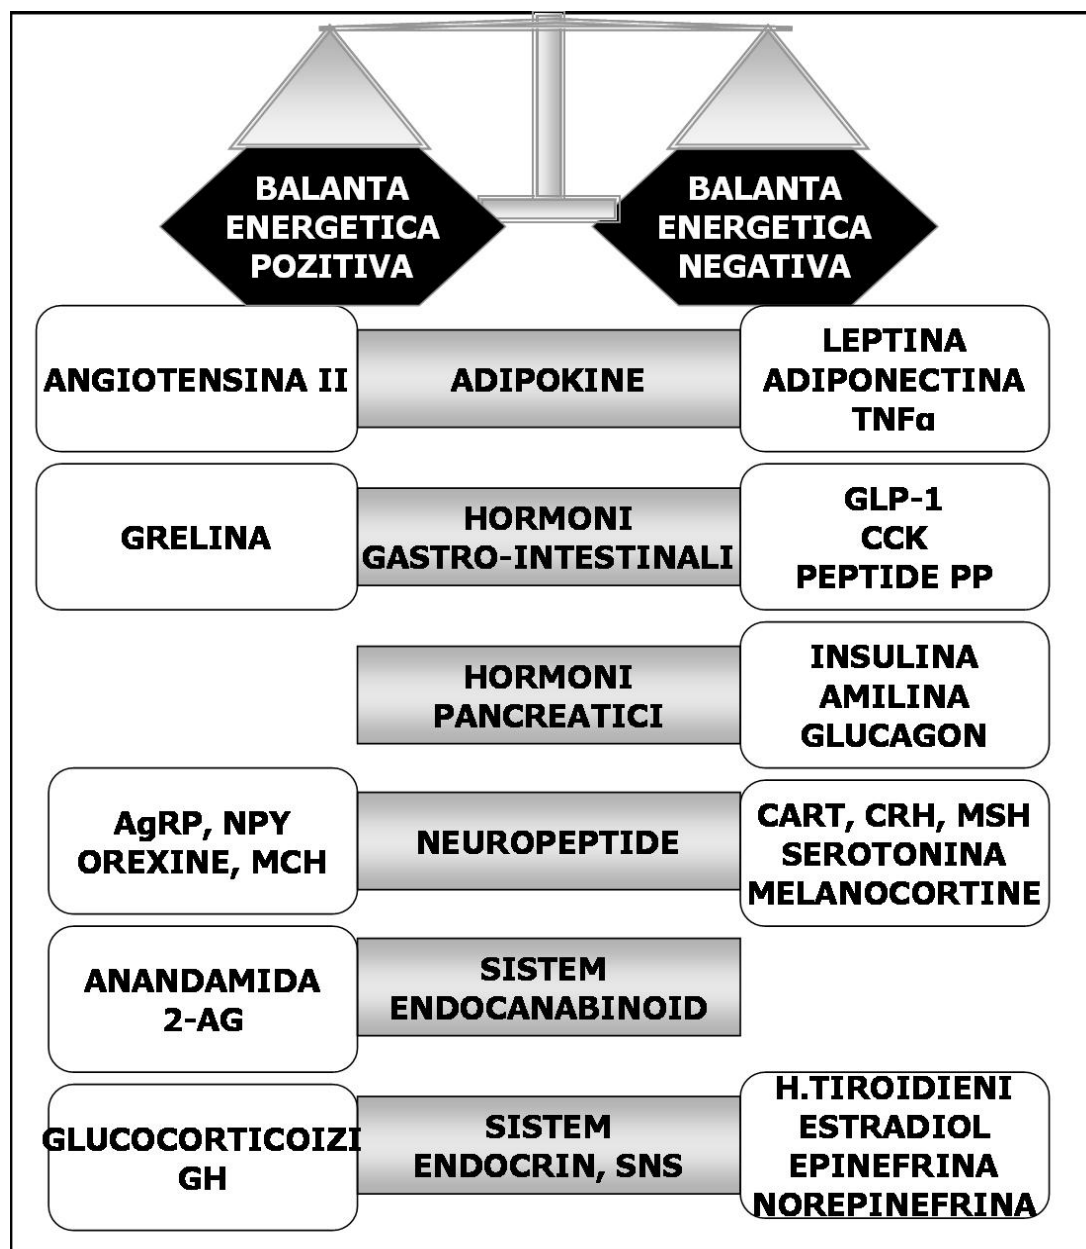 BALANTA
ENERGETICA
POZITIVA
BALANTA
ENERGETICA
NEGATIVA
ANGIOTENSINA II
ADIPOKINE
LEPTINA
ADIPONECTINA
TNFα
GRELINA
HORMONI
GASTRO-INTESTINALI
GLP-1
CCK
PEPTIDE PP
HORMONI
PANCREATICI
INSULINA
AMILINA
GLUCAGON
AgRP, NPY
OREXINE, MCH
NEUROPEPTIDE
CART, CRH, MSH
SEROTONINA
MELANOCORTINE
ANANDAMIDA
2-AG
SISTEM
ENDOCANABINOID
GLUCOCORTICOIZI
GH
SISTEM
ENDOCRIN, SNS
H.TIROIDIENI
ESTRADIOL
EPINEFRINA
NOREPINEFRINA